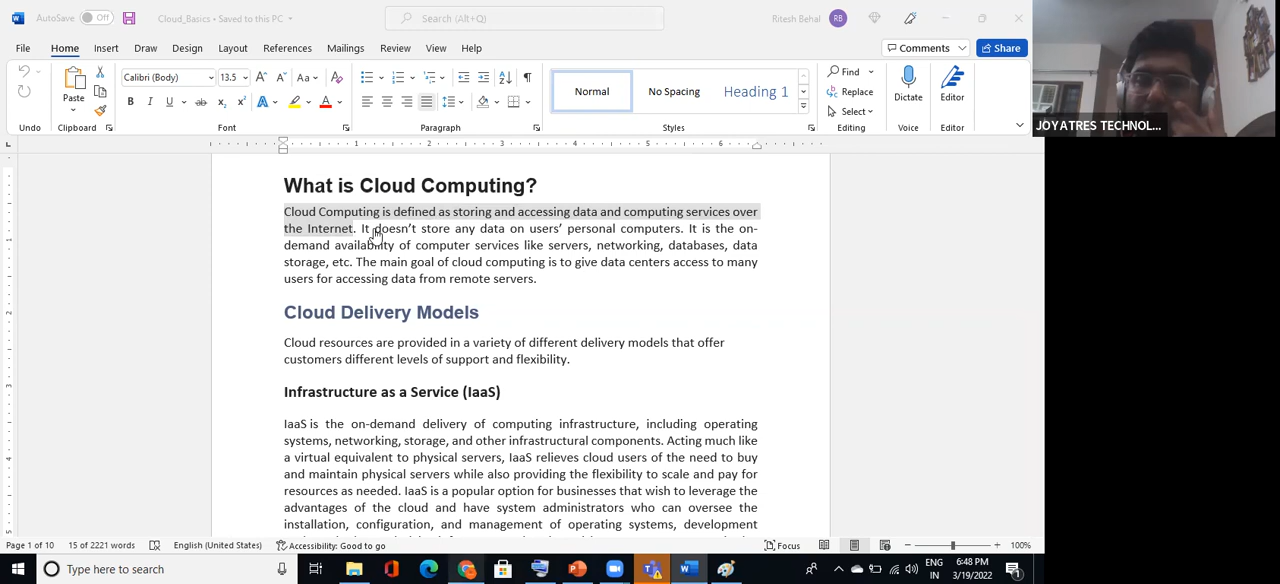 AutoSave Off Cloud_Basics • Saved to this PC Search (Alt+Q) Ritesh Behal RB
File Home Insert Draw Design Layout References Mailings Review View Help Comments Share
Calibri (Body) 13.5 Aa Find
Paste Normal No Spacing Heading 1 Replace Dictate Editor
B I U ab x₂ x² A A Select
Undo Clipboard Font Paragraph Styles Editing Voice Editor
JOYATRES TECHNOL...
1 2 3 4 5 6
What is Cloud Computing?
Cloud Computing is defined as storing and accessing data and computing services over
the Internet. It doesn’t store any data on users’ personal computers. It is the on-
demand availability of computer services like servers, networking, databases, data
storage, etc. The main goal of cloud computing is to give data centers access to many
users for accessing data from remote servers.
Cloud Delivery Models
Cloud resources are provided in a variety of different delivery models that offer
customers different levels of support and flexibility.
Infrastructure as a Service (IaaS)
IaaS is the on-demand delivery of computing infrastructure, including operating
systems, networking, storage, and other infrastructural components. Acting much like
a virtual equivalent to physical servers, IaaS relieves cloud users of the need to buy
and maintain physical servers while also providing the flexibility to scale and pay for
resources as needed. IaaS is a popular option for businesses that wish to leverage the
advantages of the cloud and have system administrators who can oversee the
installation, configuration, and management of operating systems, development
Page 1 of 10 15 of 2221 words English (United States) Accessibility: Good to go Focus 100%
Type here to search ENG IN 6:48 PM 3/19/2022 1